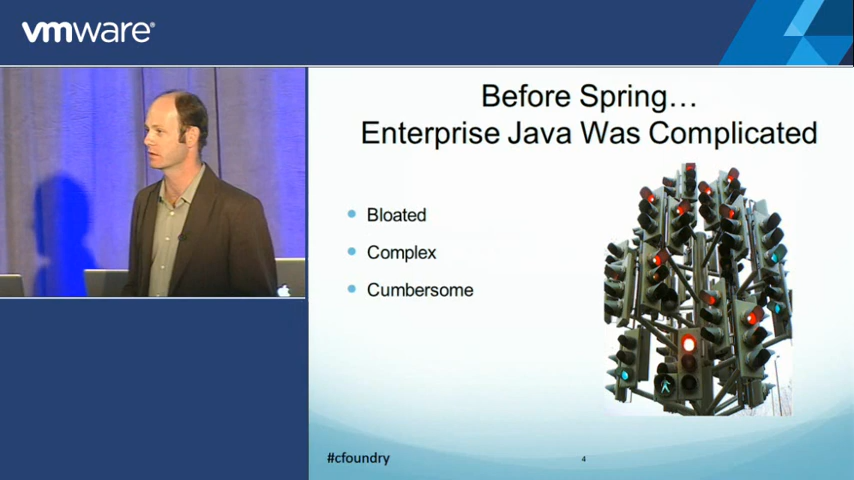 vmware®
Before Spring…
Enterprise Java Was Complicated
Bloated
Complex
Cumbersome
#cfoundry
4